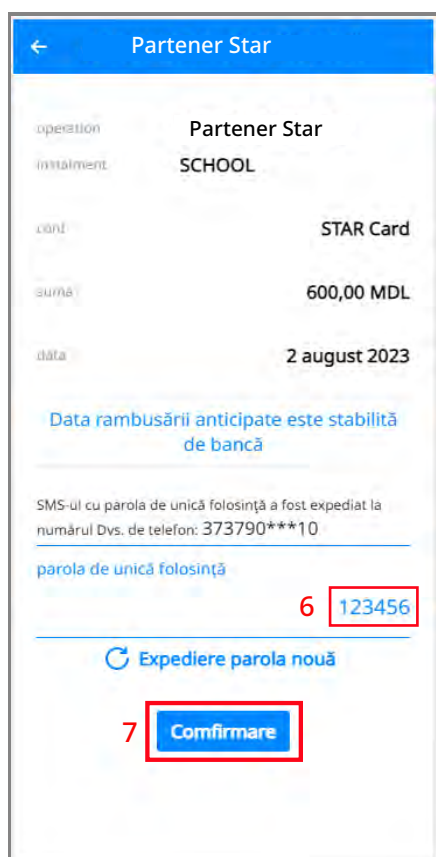 Partener Star
operation Partener Star
instalment SCHOOL
cont STAR Card
suma 600,00 MDL
data 2 august 2023
Data rambusării anticipate este stabilită
de bancă
SMS-ul cu parola de unică folosinţă a fost expediat la
numărul Dvs. de telefon: 373790***10
parola de unică folosinţă
6 123456
Expediere parola nouă
7 Comfirmare